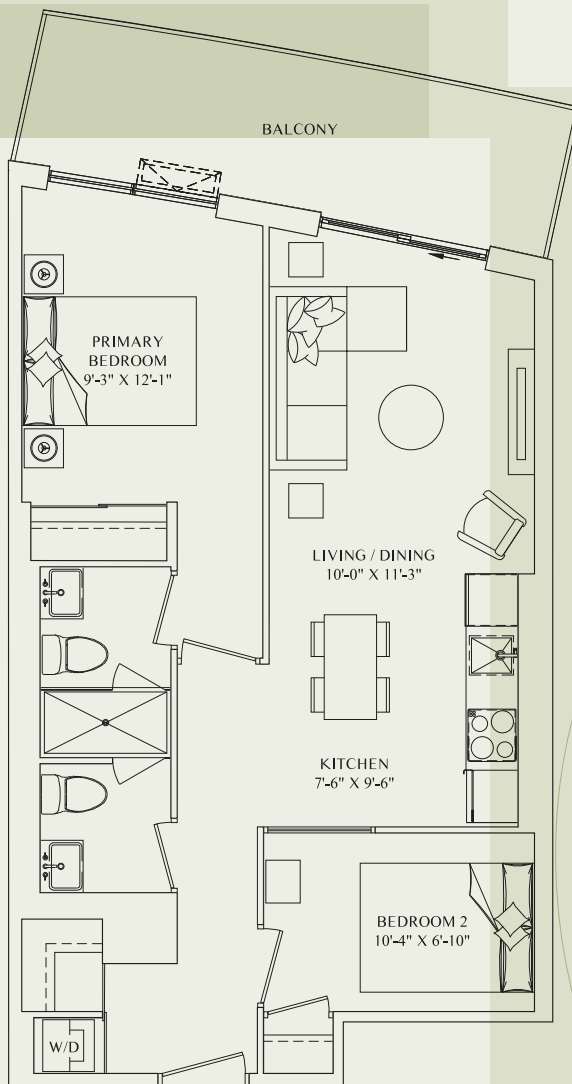 BALCONY
PRIMARY
BEDROOM
9'-3" X 12'-1"
LIVING / DINING
10'-0" X 11'-3"
KITCHEN
7'-6" X 9'-6"
BEDROOM 2
10'-4" X 6'-10"
W/D